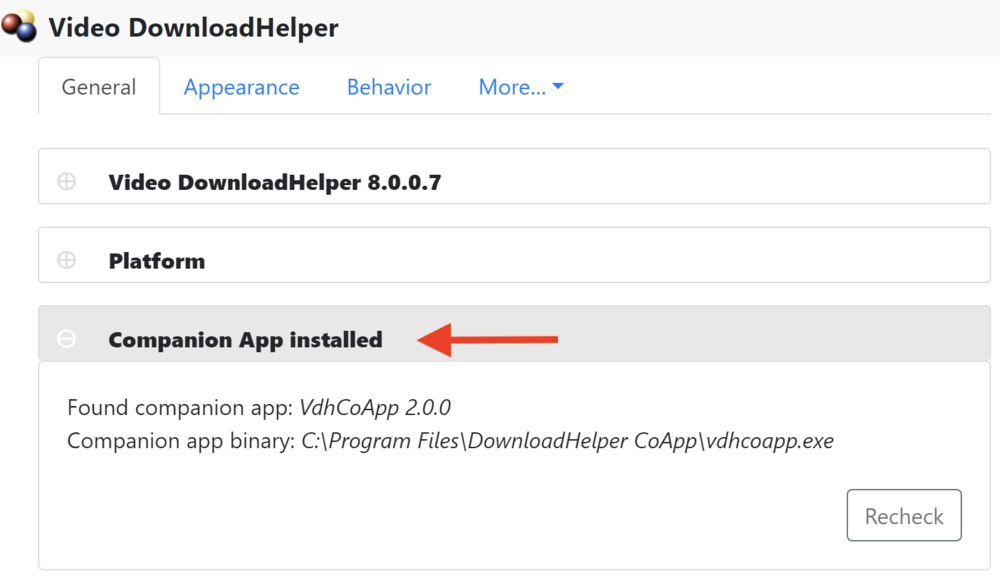 Video DownloadHelper
General Appearance Behavior More...
Video DownloadHelper 8.0.0.7
Platform
Companion App installed
Found companion app: VdhCoApp 2.0.0
Companion app binary: C:\Program Files\DownloadHelper CoApp\vdhcoapp.exe
Recheck